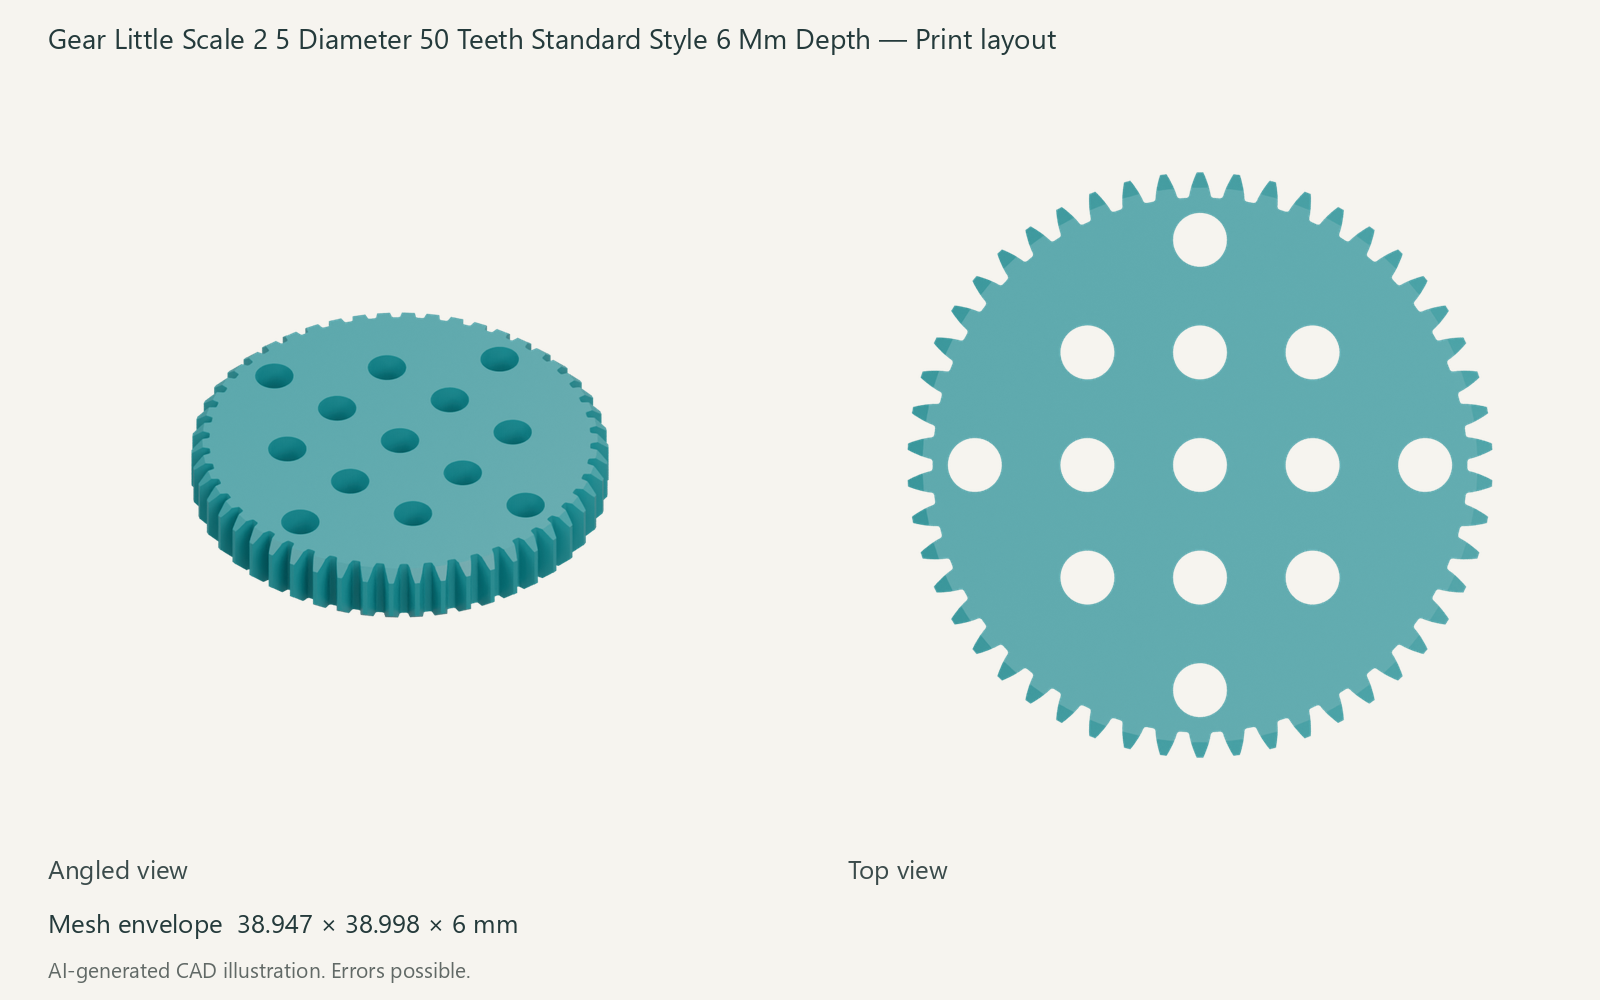 Gear Little Scale 2 5 Diameter 50 Teeth Standard Style 6 Mm Depth — Print layout
Angled view
Top view
Mesh envelope 38.947 × 38.998 × 6 mm
AI-generated CAD illustration. Errors possible.